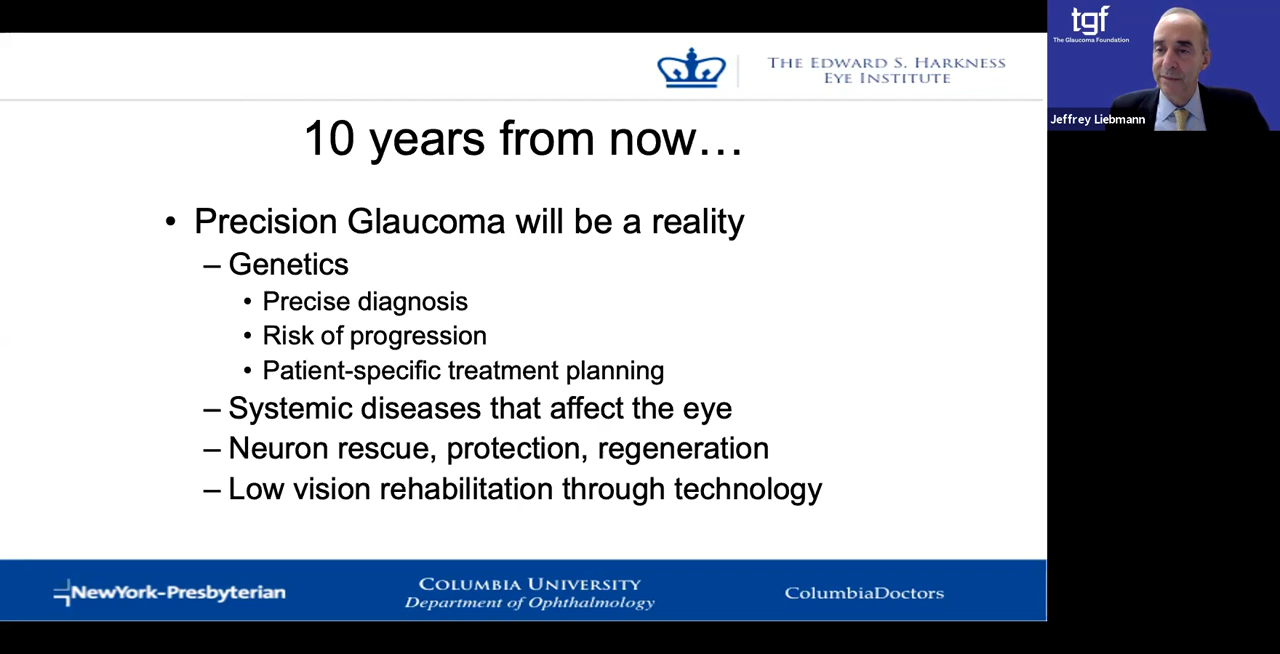 THE EDWARD S. HARKNESS
EYE INSTITUTE
tgf
The Glaucoma Foundation
Jeffrey Liebmann
10 years from now…
• Precision Glaucoma will be a reality
– Genetics
• Precise diagnosis
• Risk of progression
• Patient-specific treatment planning
– Systemic diseases that affect the eye
– Neuron rescue, protection, regeneration
– Low vision rehabilitation through technology
NewYork-Presbyterian
COLUMBIA UNIVERSITY
Department of Ophthalmology
ColumbiaDoctors